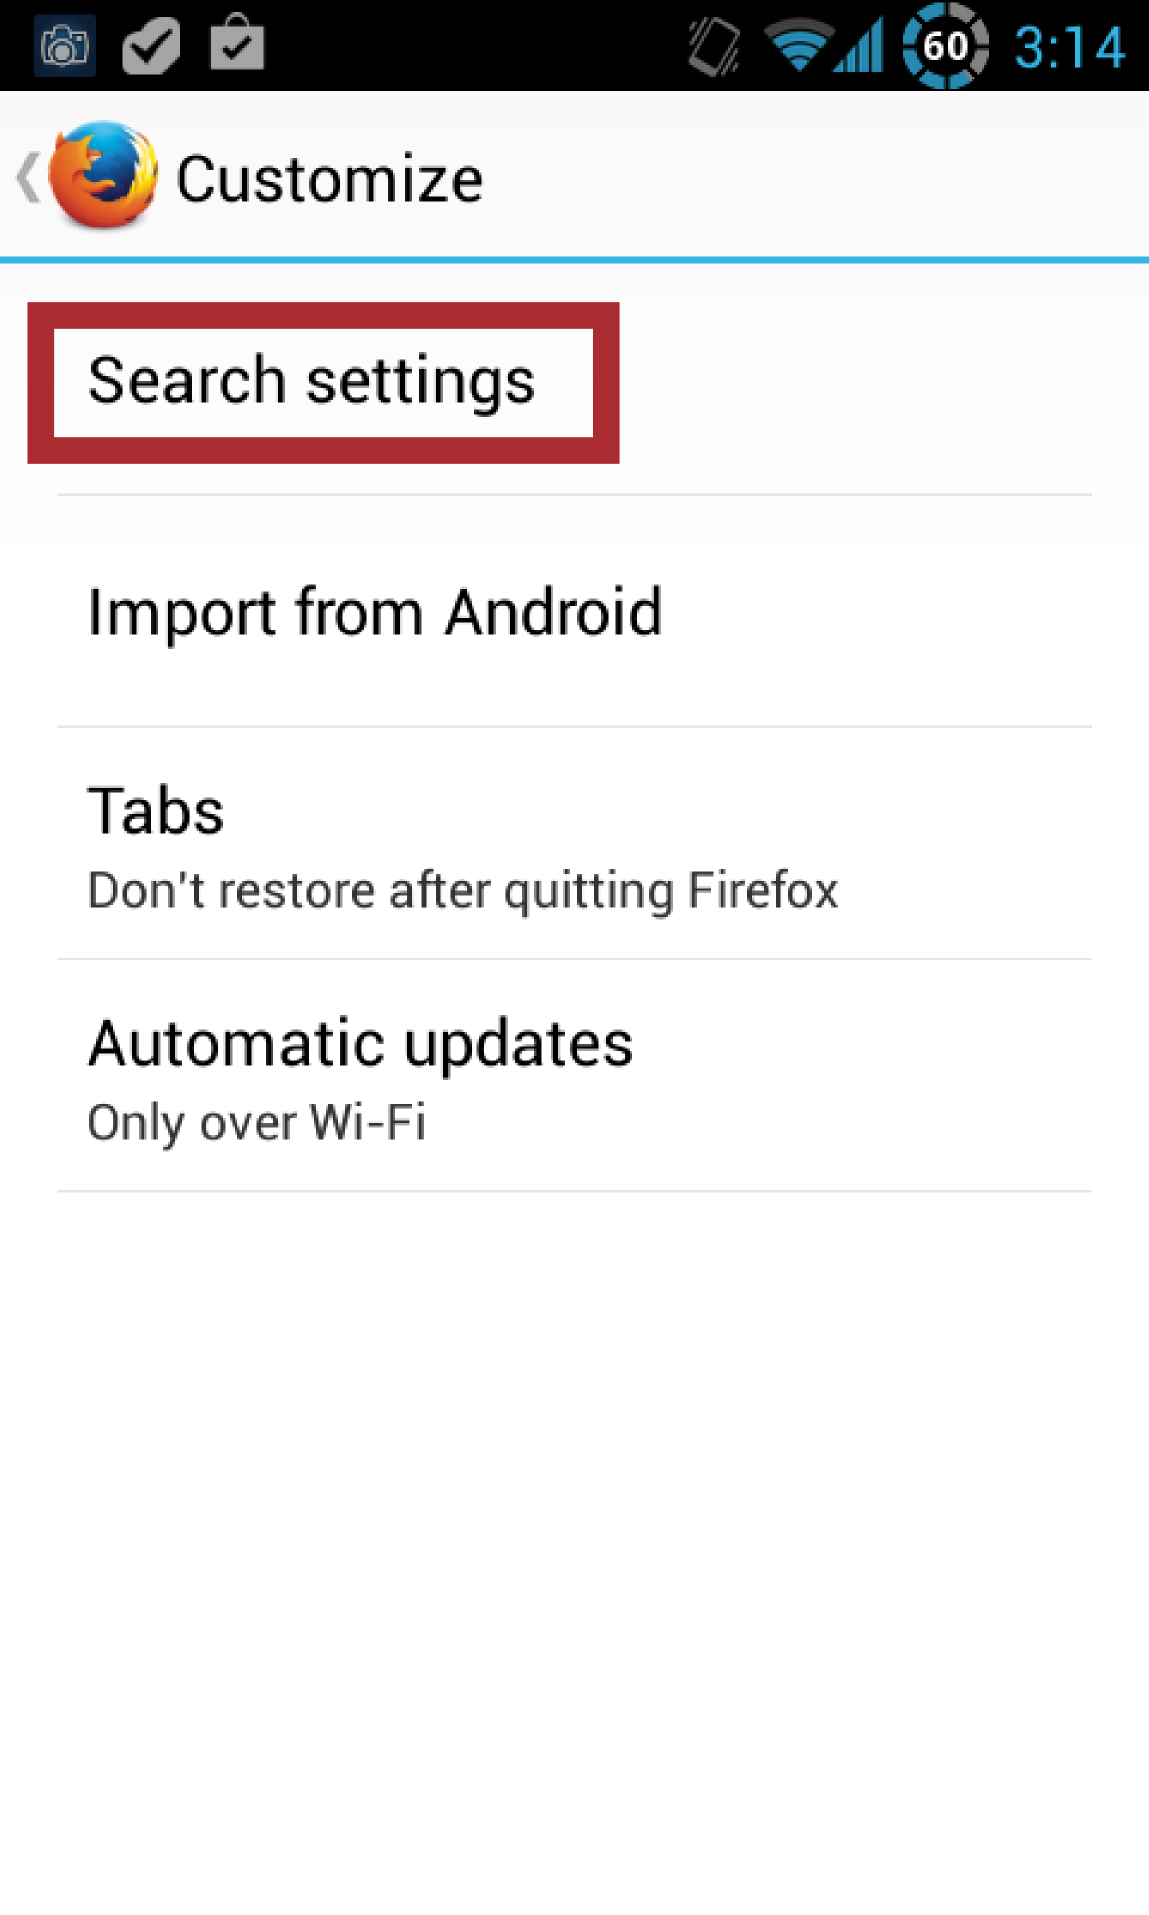 60 3:14
Customize
Search settings
Import from Android
Tabs
Don't restore after quitting Firefox
Automatic updates
Only over Wi-Fi